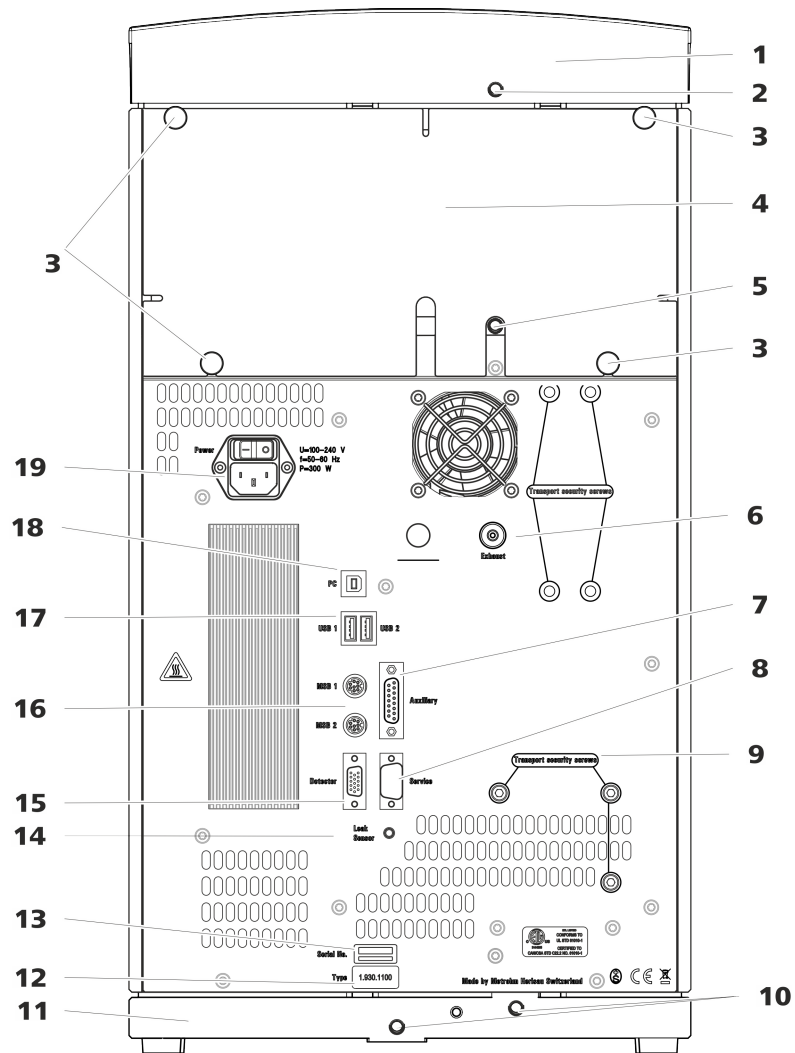 1
2
3
3
4
3
5
3
Power
U=100-240 V
f=50-60 Hz
P=300 W
19
Transport security screws
6
18
Exhaust
PC
17
USB 1
USB 2
7
8
MSB 1
16
Auxiliary
MSB 2
Transport security screws
9
Detector
Service
15
14
Leak
Sensor
13
Serial No.
CONFORMS TO
UL STD 61010-1
CERTIFIED TO
CAN/CSA STD C22.2 NO. 61010-1
12
Type
1.930.1100
Made by Metrohm Herisau Switzerland
CE
11
10